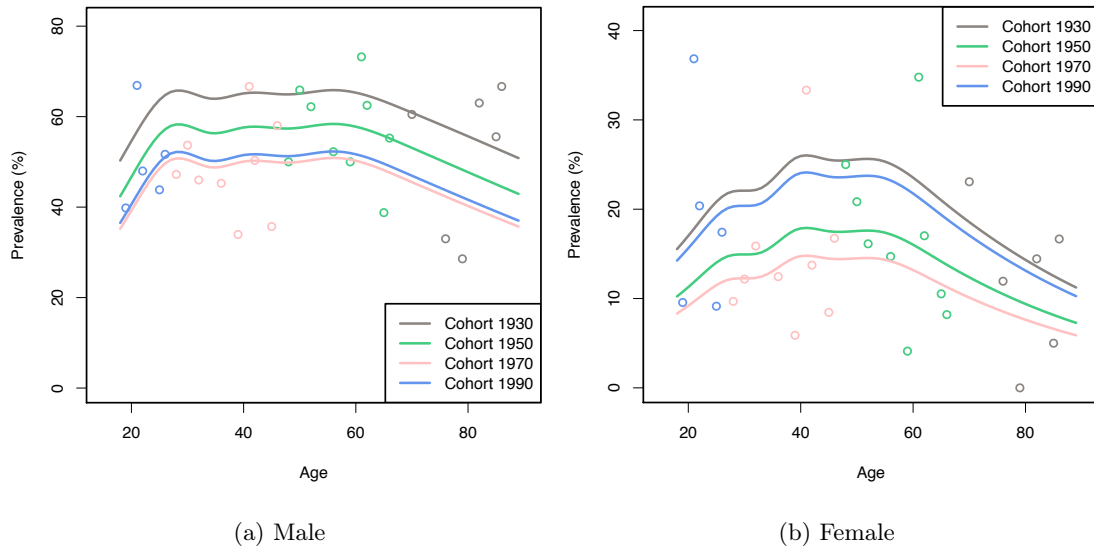 80
60
40
20
0
Prevalence (%)
Cohort 1930
Cohort 1950
Cohort 1970
Cohort 1990
20 40 60 80
Age
(a) Male
40
30
20
10
0
Prevalence (%)
Cohort 1930
Cohort 1950
Cohort 1970
Cohort 1990
20 40 60 80
Age
(b) Female